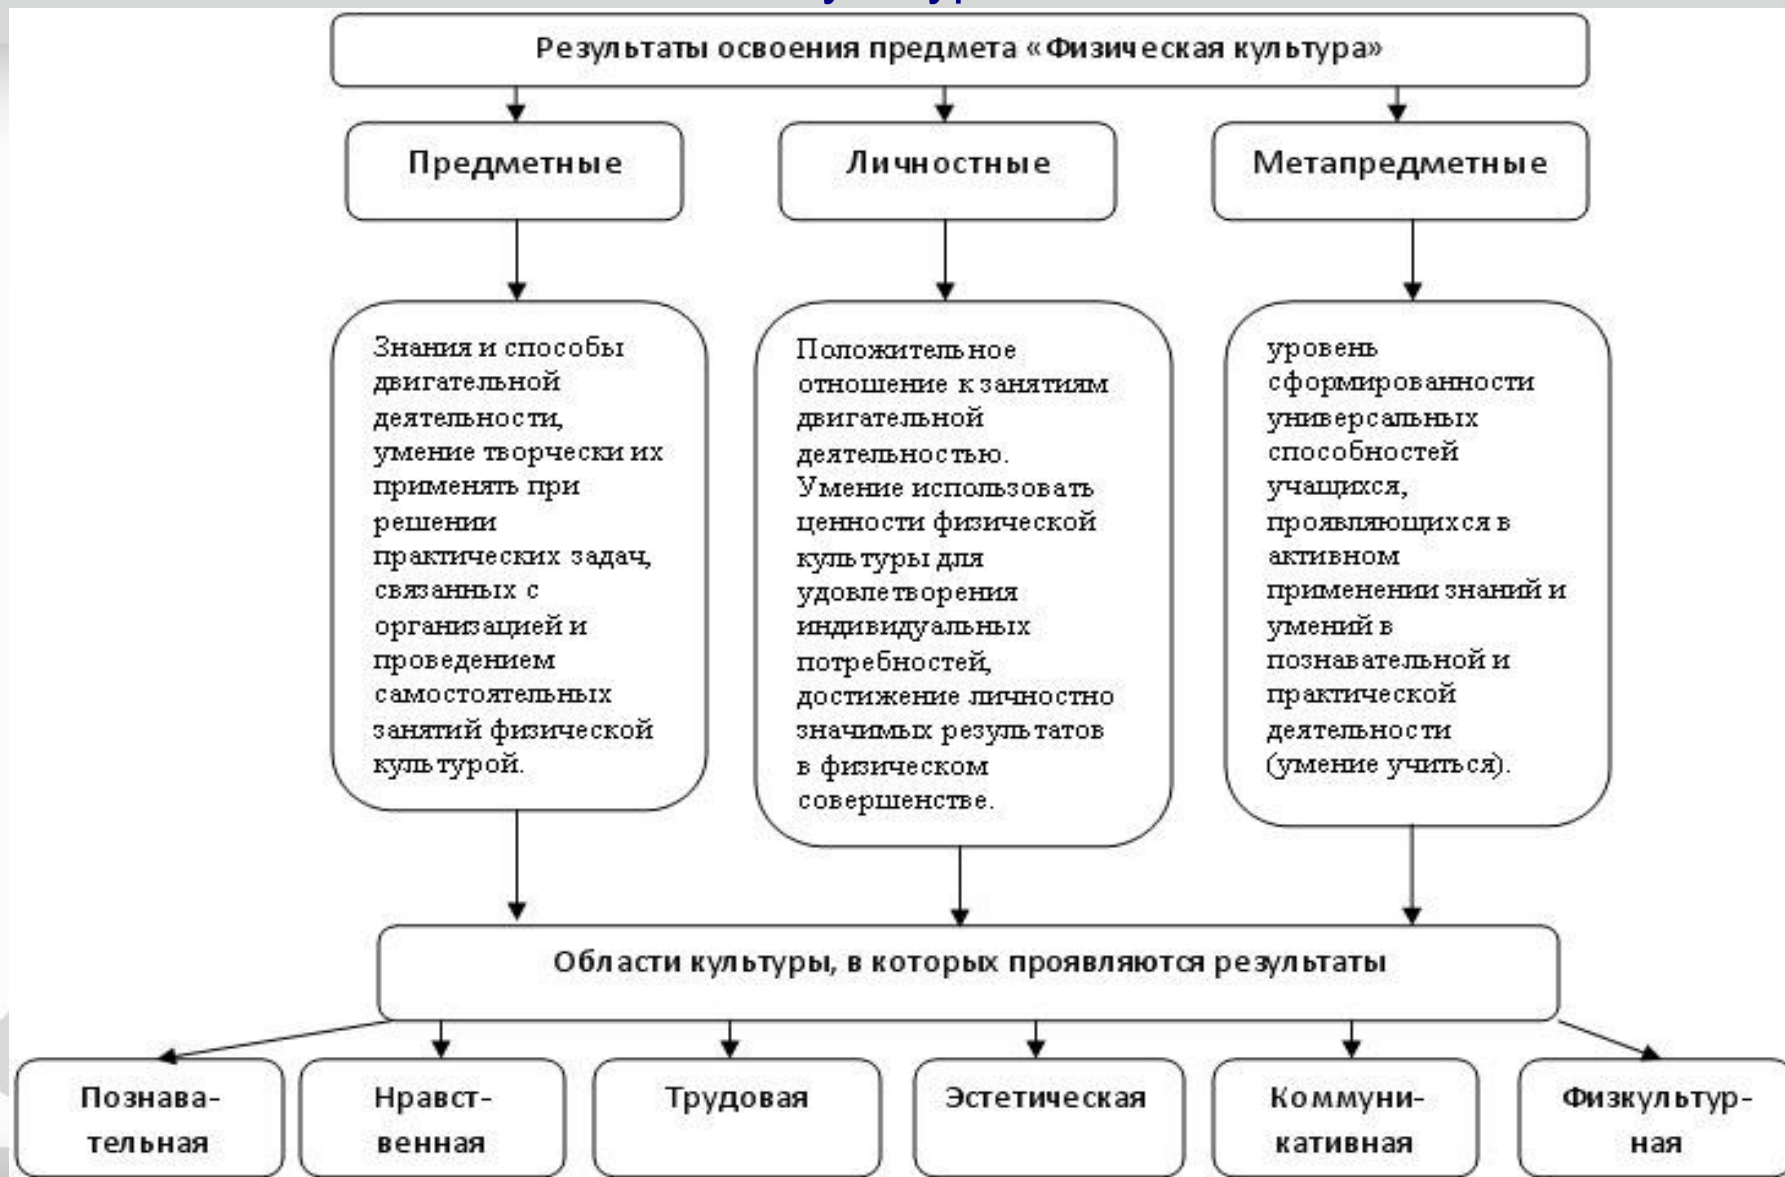 Результаты освоения предмета «Физическая культура»
Предметные
Личностные
Метапредметные
Знания и способы
двигательной
деятельности,
умение творчески их
применять при
решении
практических задач,
связанных с
организацией и
проведением
самостоятельных
занятий физической
культурой.
Положительное
отношение к занятиям
двигательной
деятельностью.
Умение использовать
ценности физической
культуры для
удовлетворения
индивидуальных
потребностей,
достижение личностно
значимых результатов
в физическом
совершенстве.
уровень
сформированности
универсальных
способностей
учащихся,
проявляющихся в
активном
применении знаний и
умений в
познавательной и
практической
деятельности
(умение учиться).
Области культуры, в которых проявляются результаты
Познава-
тельная
Нравст-
венная
Трудовая
Эстетическая
Коммуни-
кативная
Физкультур-
ная